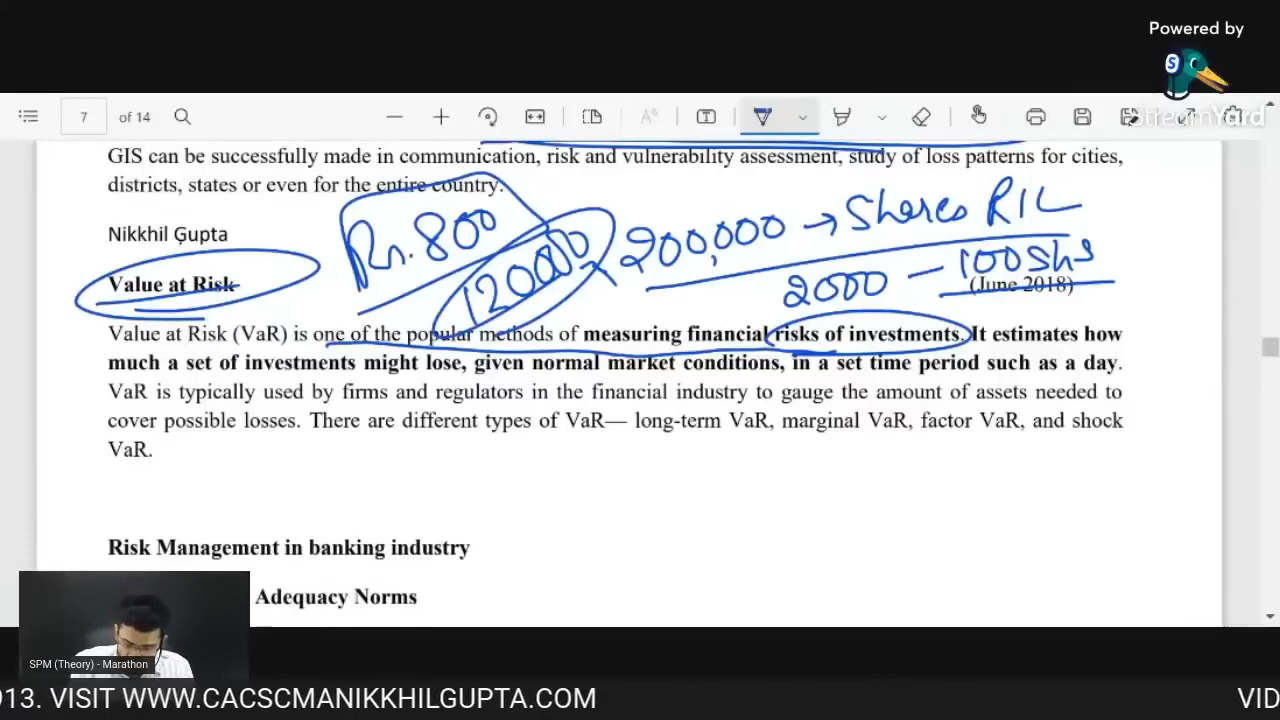 Powered by
StreamYard
7 of 14
GIS can be successfully made in communication, risk and vulnerability assessment, study of loss patterns for cities,
districts, states or even for the entire country.
Nikkhil Gupta
Rs. 800
120000
200,000 → Shares RIL
2000 - 100 Shs
Value at Risk (June 2018)
Value at Risk (VaR) is one of the popular methods of measuring financial risks of investments. It estimates how
much a set of investments might lose, given normal market conditions, in a set time period such as a day.
VaR is typically used by firms and regulators in the financial industry to gauge the amount of assets needed to
cover possible losses. There are different types of VaR— long-term VaR, marginal VaR, factor VaR, and shock
VaR.
Risk Management in banking industry
Adequacy Norms
SPM (Theory) - Marathon
913. VISIT WWW.CACSCMANIKKHILGUPTA.COM
VID